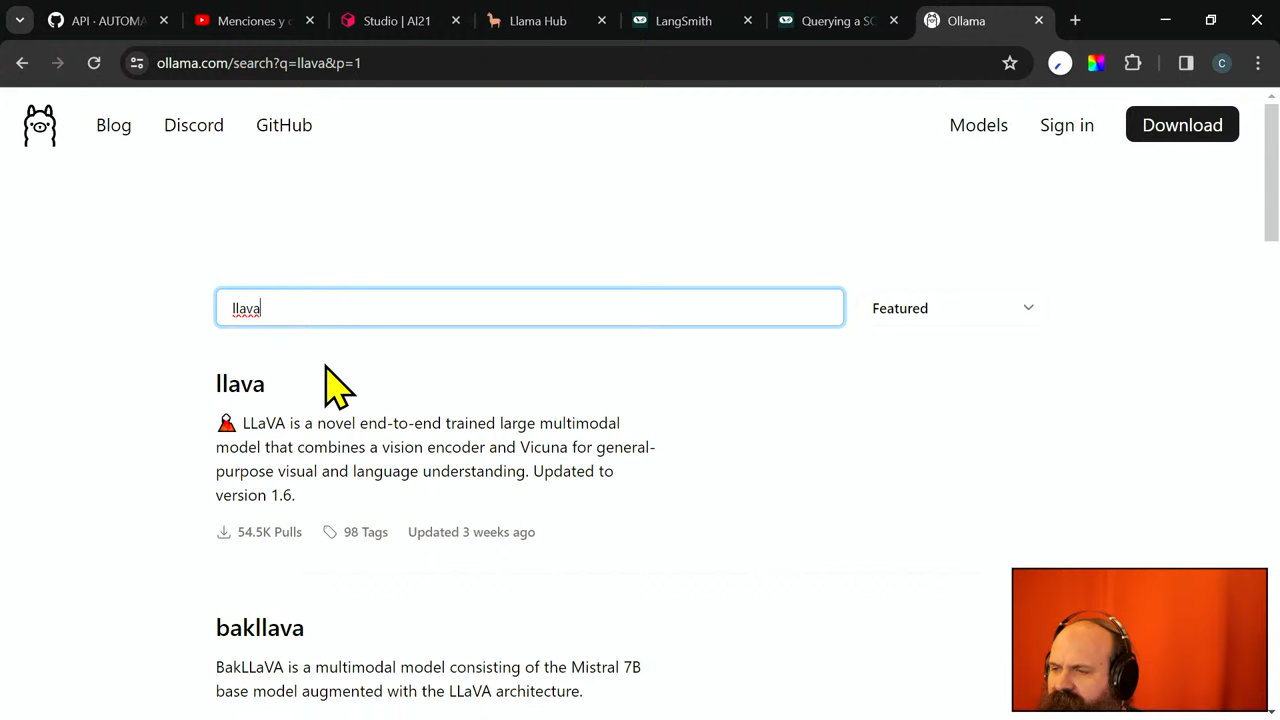 API · AUTOMA
Menciones y c
Studio | AI21
Llama Hub
LangSmith
Querying a SC
Ollama
ollama.com/search?q=llava&p=1
C
Blog
Discord
GitHub
Models
Sign in
Download
llava
Featured
llava
LLaVA is a novel end-to-end trained large multimodal
model that combines a vision encoder and Vicuna for general-
purpose visual and language understanding. Updated to
version 1.6.
54.5K Pulls
98 Tags
Updated 3 weeks ago
bakllava
BakLLaVA is a multimodal model consisting of the Mistral 7B
base model augmented with the LLaVA architecture.